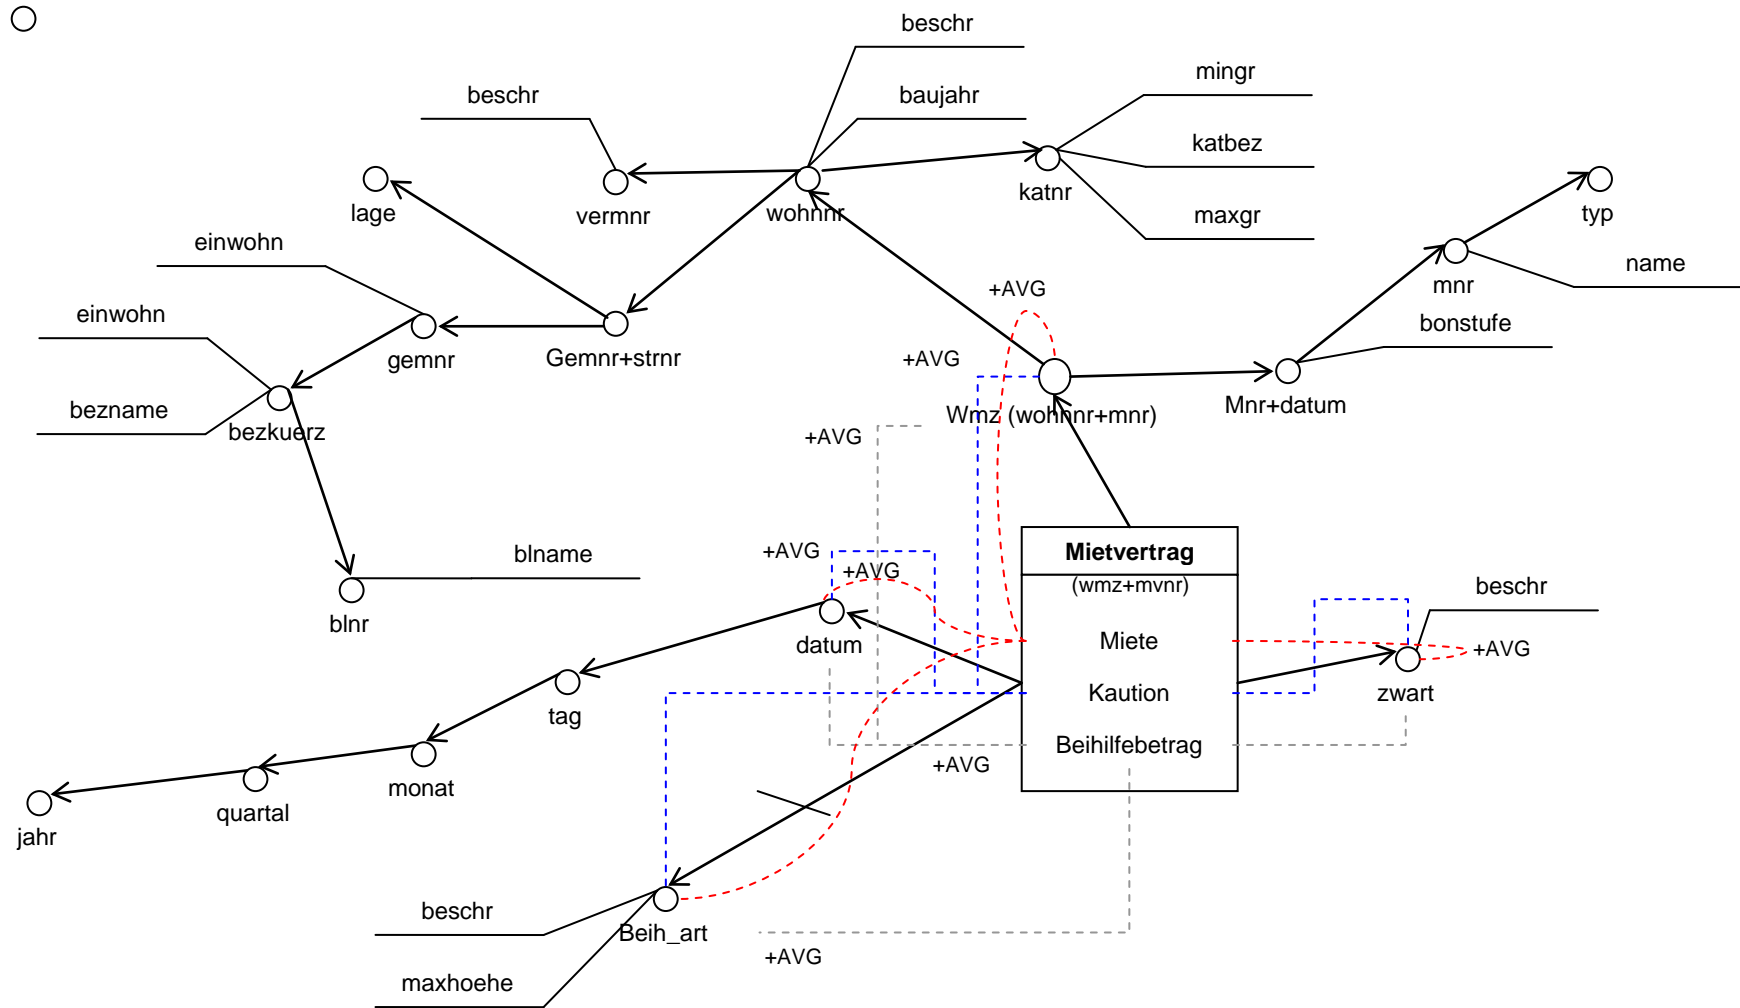 beschr
mingr
beschr
baujahr
katbez
katnr
lage
vermnr
wohnnr
maxgr
typ
einwohn
name
mnr
+AVG
einwohn
bonstufe
gemnr
Gemnr+strnr
+AVG
bezname
bezkuerz
Wmz (wohnnr+mnr)
Mnr+datum
+AVG
blname
+AVG
+AVG
Mietvertrag
(wmz+mvnr)
beschr
blnr
datum
Miete
+AVG
tag
Kaution
zwart
Beihilfebetrag
+AVG
monat
quartal
jahr
beschr
Beih_art
+AVG
maxhoehe